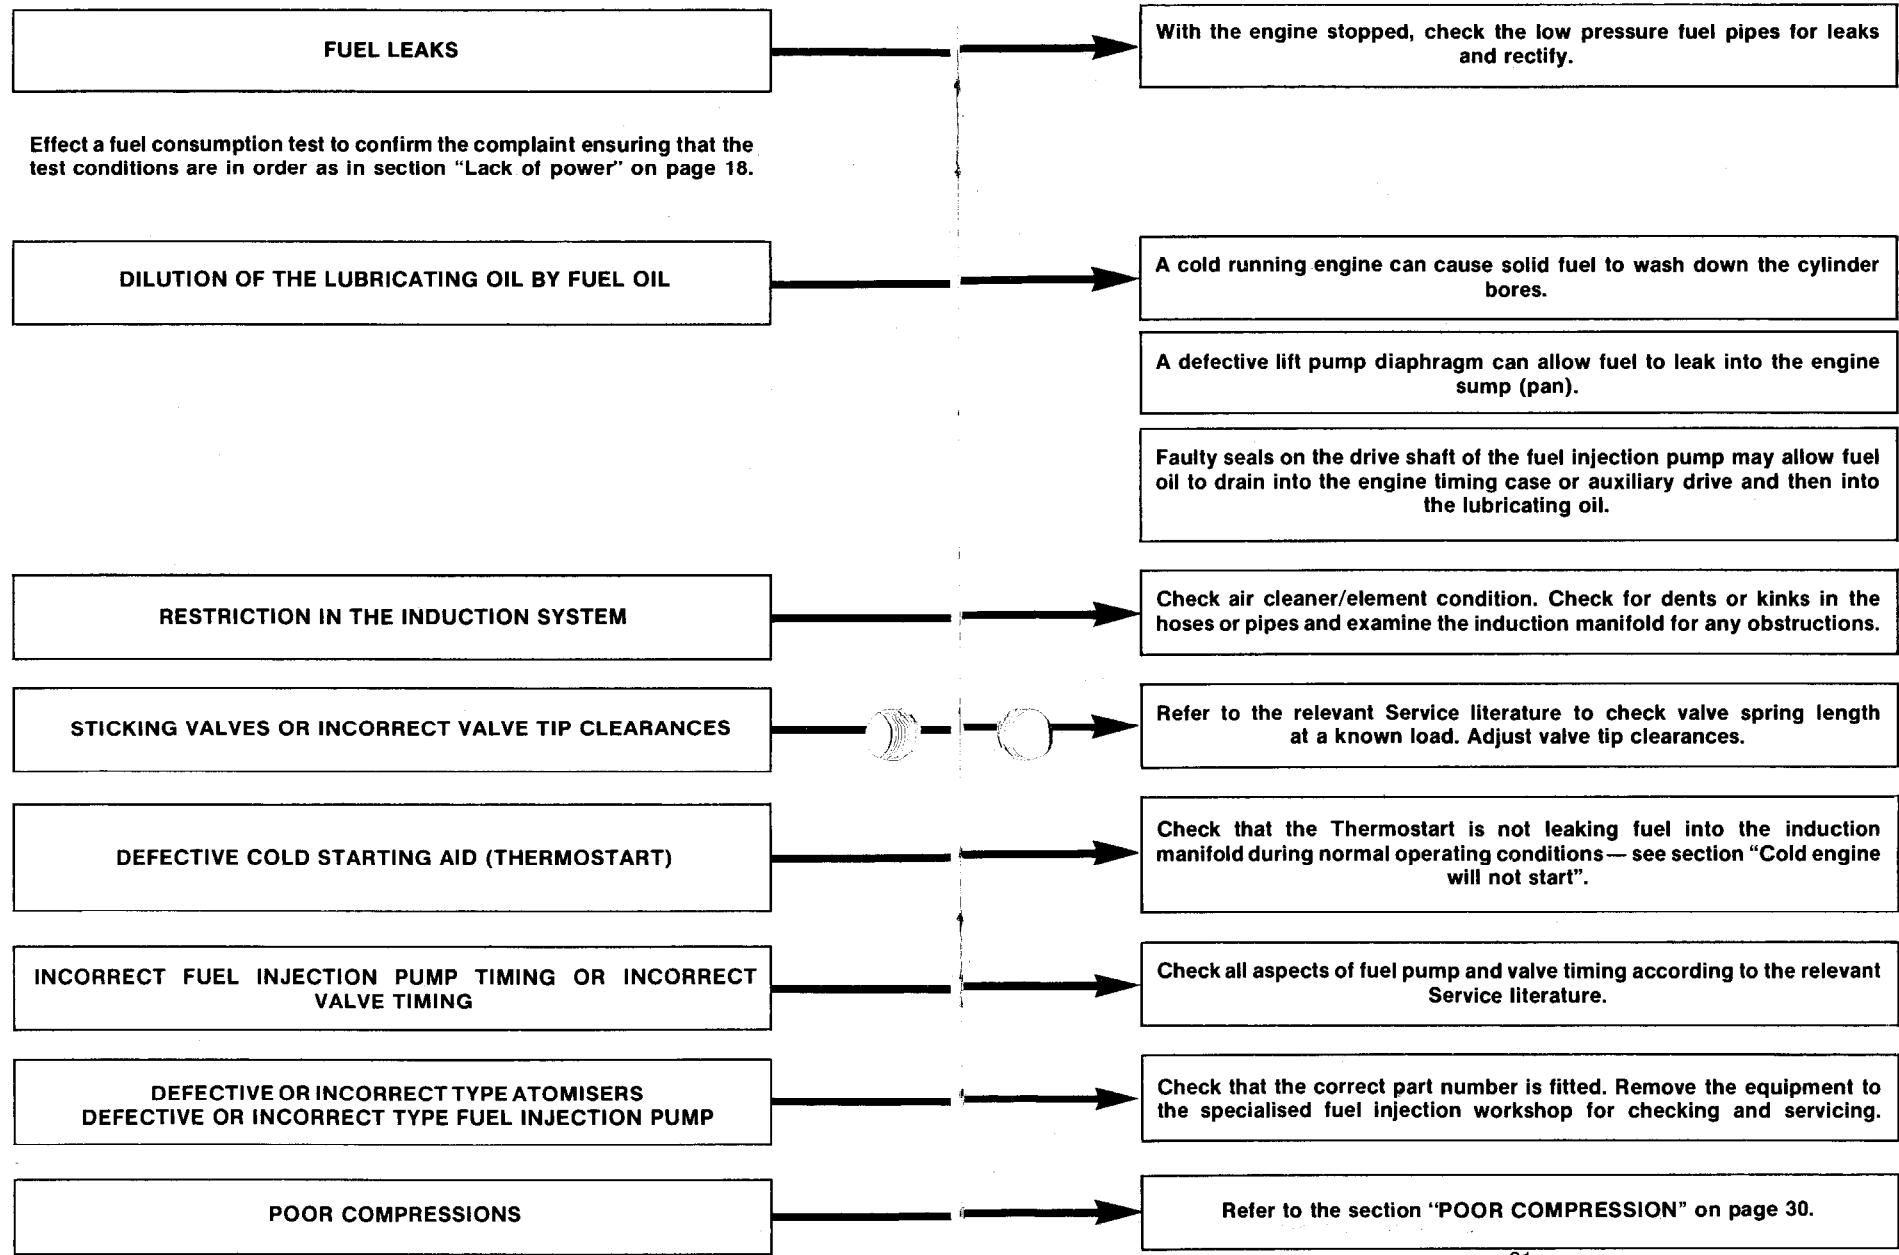 FUEL LEAKS
With the engine stopped, check the low pressure fuel pipes for leaks
and rectify.
Effect a fuel consumption test to confirm the complaint ensuring that the
test conditions are in order as in section “Lack of power” on page 18.
DILUTION OF THE LUBRICATING OIL BY FUEL OIL
A cold running engine can cause solid fuel to wash down the cylinder
bores.
A defective lift pump diaphragm can allow fuel to leak into the engine
sump (pan).
Faulty seals on the drive shaft of the fuel injection pump may allow fuel
oil to drain into the engine timing case or auxiliary drive and then into
the lubricating oil.
RESTRICTION IN THE INDUCTION SYSTEM
Check air cleaner/element condition. Check for dents or kinks in the
hoses or pipes and examine the induction manifold for any obstructions.
STICKING VALVES OR INCORRECT VALVE TIP CLEARANCES
Refer to the relevant Service literature to check valve spring length
at a known load. Adjust valve tip clearances.
DEFECTIVE COLD STARTING AID (THERMOSTART)
Check that the Thermostart is not leaking fuel into the induction
manifold during normal operating conditions — see section “Cold engine
will not start”.
INCORRECT FUEL INJECTION PUMP TIMING OR INCORRECT
VALVE TIMING
Check all aspects of fuel pump and valve timing according to the relevant
Service literature.
DEFECTIVE OR INCORRECT TYPE ATOMISERS
DEFECTIVE OR INCORRECT TYPE FUEL INJECTION PUMP
Check that the correct part number is fitted. Remove the equipment to
the specialised fuel injection workshop for checking and servicing.
POOR COMPRESSIONS
Refer to the section “POOR COMPRESSION” on page 30.